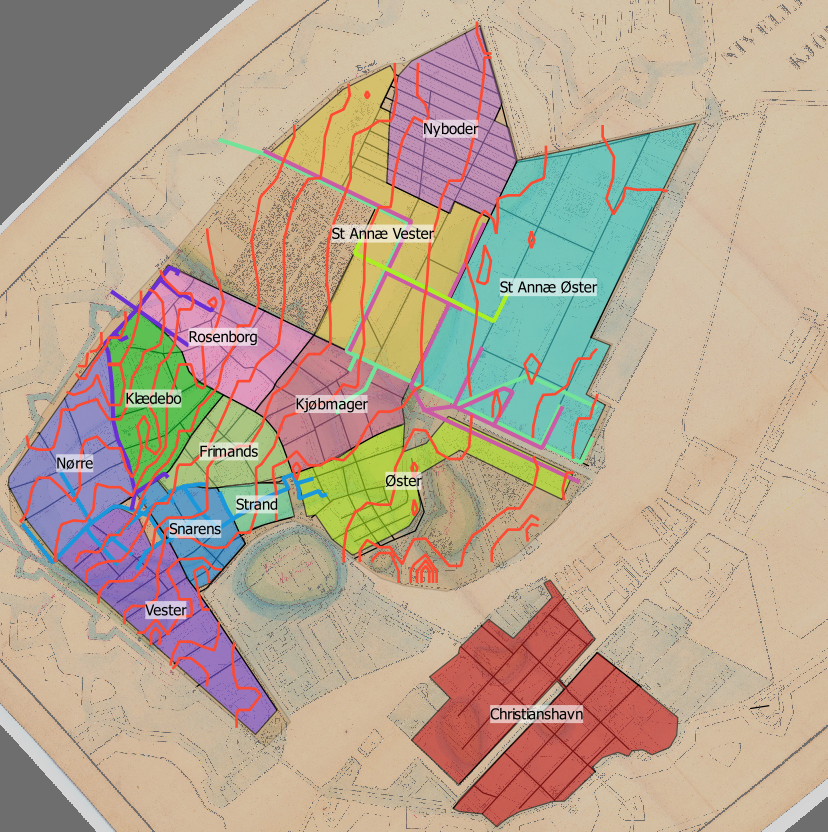 Nyboder
St Annæ Vester
St Annæ Øster
Rosenborg
Klædebo
Kjøbmager
Frimands
Nørre
Øster
Strand
Snarens
Vester
Christianshavn